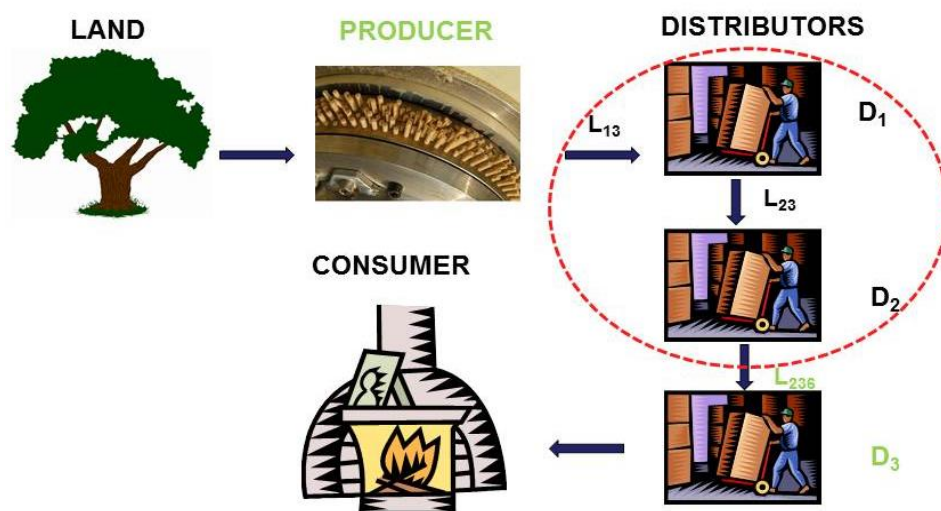 LAND
PRODUCER
DISTRIBUTORS
L13
D1
L23
D2
CONSUMER
L236
D3